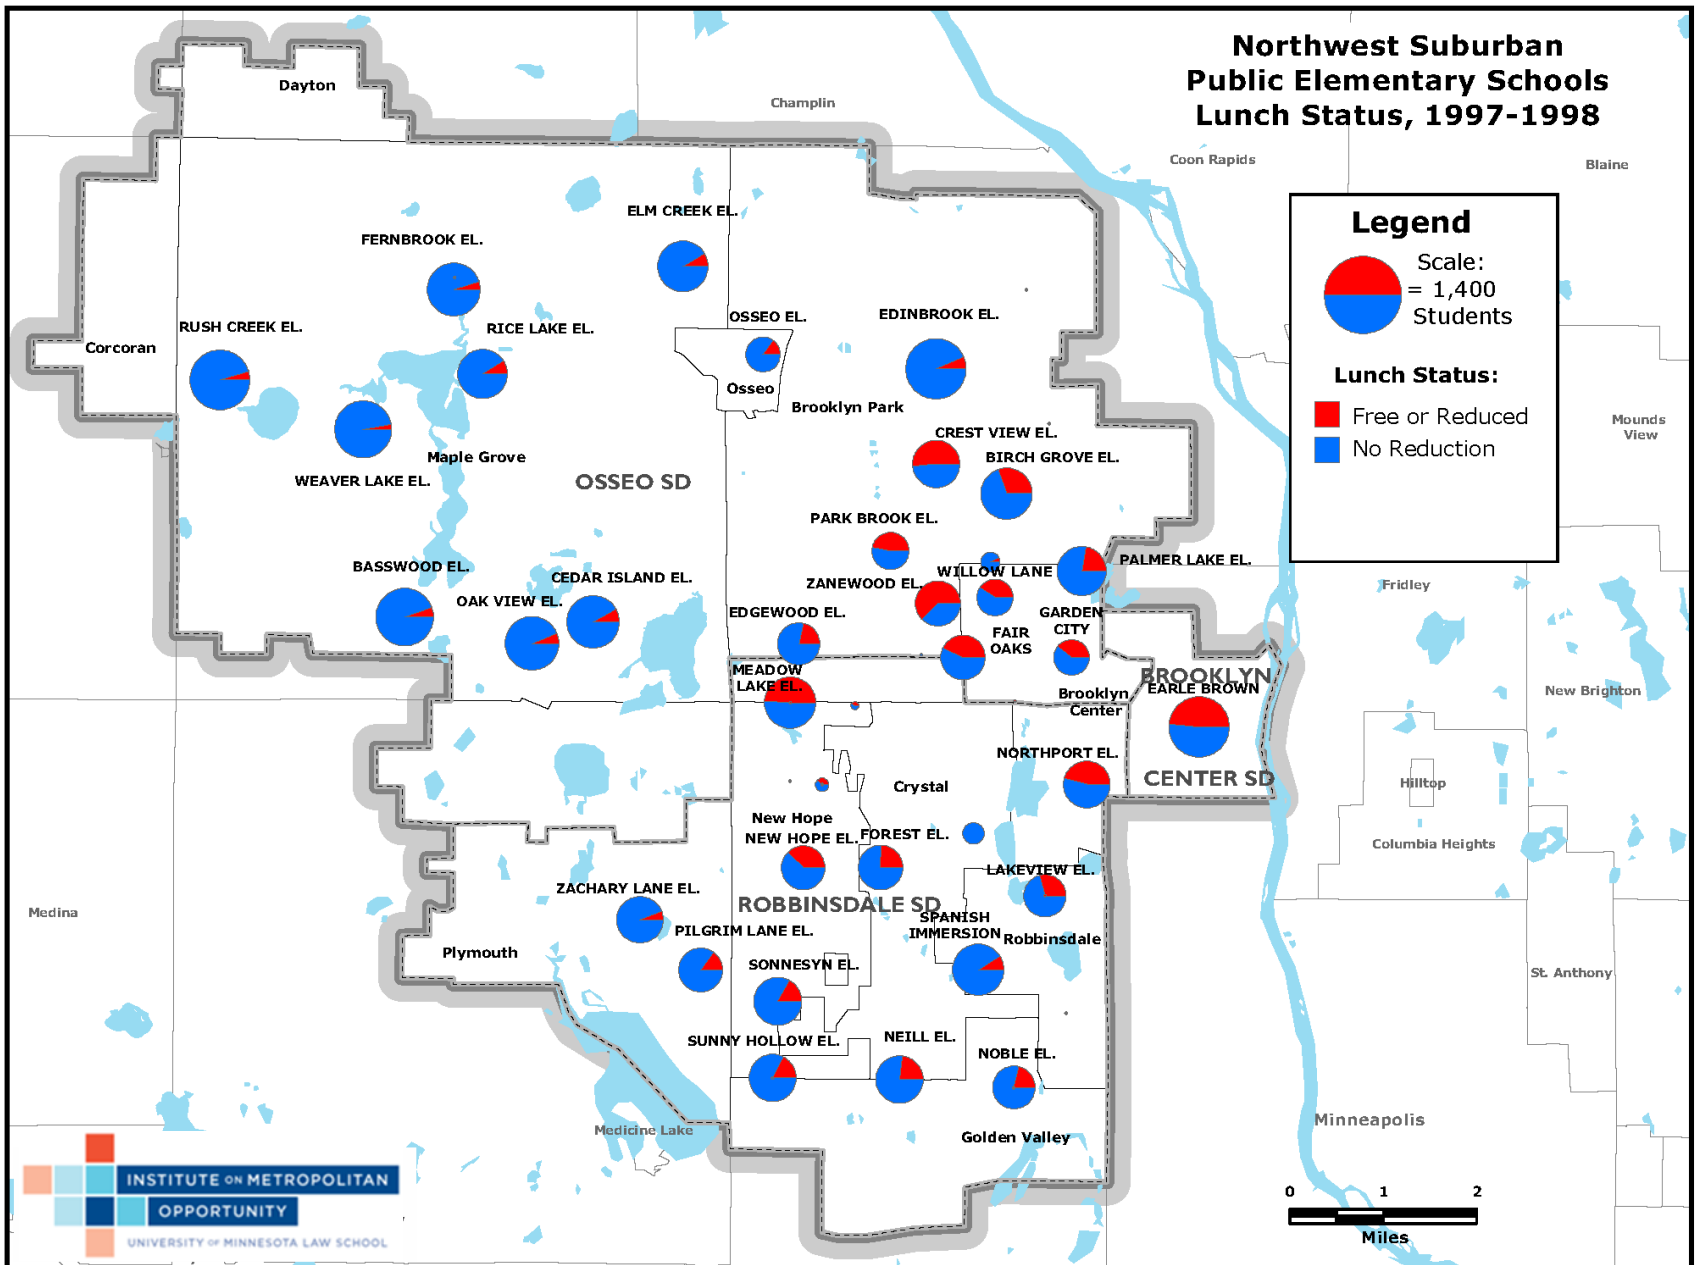 Northwest Suburban
Public Elementary Schools
Lunch Status, 1997-1998
Dayton
Champlin
Coon Rapids
Blaine
Legend
Scale:
= 1,400
Students
Lunch Status:
Free or Reduced
No Reduction
ELM CREEK EL.
FERNBROOK EL.
RUSH CREEK EL.
RICE LAKE EL.
OSSEO EL.
EDINBROOK EL.
Corcoran
Osseo
Brooklyn Park
Mounds
View
CREST VIEW EL.
BIRCH GROVE EL.
Maple Grove
WEAVER LAKE EL.
OSSEO SD
PARK BROOK EL.
BASSWOOD EL.
CEDAR ISLAND EL.
OAK VIEW EL.
ZANEWOOD EL.
WILLOW LANE
PALMER LAKE EL.
Fridley
EDGEWOOD EL.
GARDEN
CITY
FAIR
OAKS
MEADOW
LAKE EL.
BROOKLYN
EARLE BROWN
Brooklyn
Center
New Brighton
NORTHPORT EL.
CENTER SD
Hilltop
Crystal
New Hope
NEW HOPE EL.
FOREST EL.
Columbia Heights
LAKEVIEW EL.
ZACHARY LANE EL.
ROBBINSDALE SD
Medina
SPANISH
IMMERSION
Robbinsdale
PILGRIM LANE EL.
Plymouth
SONNESYN EL.
St. Anthony
SUNNY HOLLOW EL.
NEILL EL.
NOBLE EL.
Medicine Lake
Golden Valley
Minneapolis
INSTITUTE ON METROPOLITAN
OPPORTUNITY
UNIVERSITY OF MINNESOTA LAW SCHOOL
0 1 2
Miles